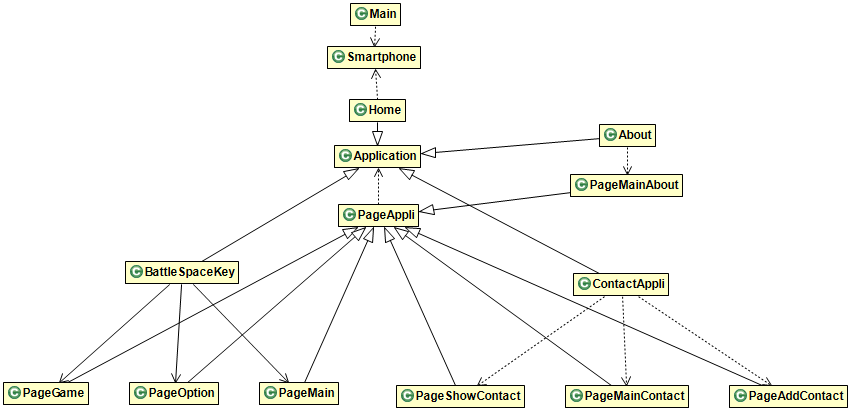 C Main
C Smartphone
C Home
C About
C Application
C PageMainAbout
C PageAppli
C BattleSpaceKey
C ContactAppli
C PageGame
C PageOption
C PageMain
C PageShowContact
C PageMainContact
C PageAddContact